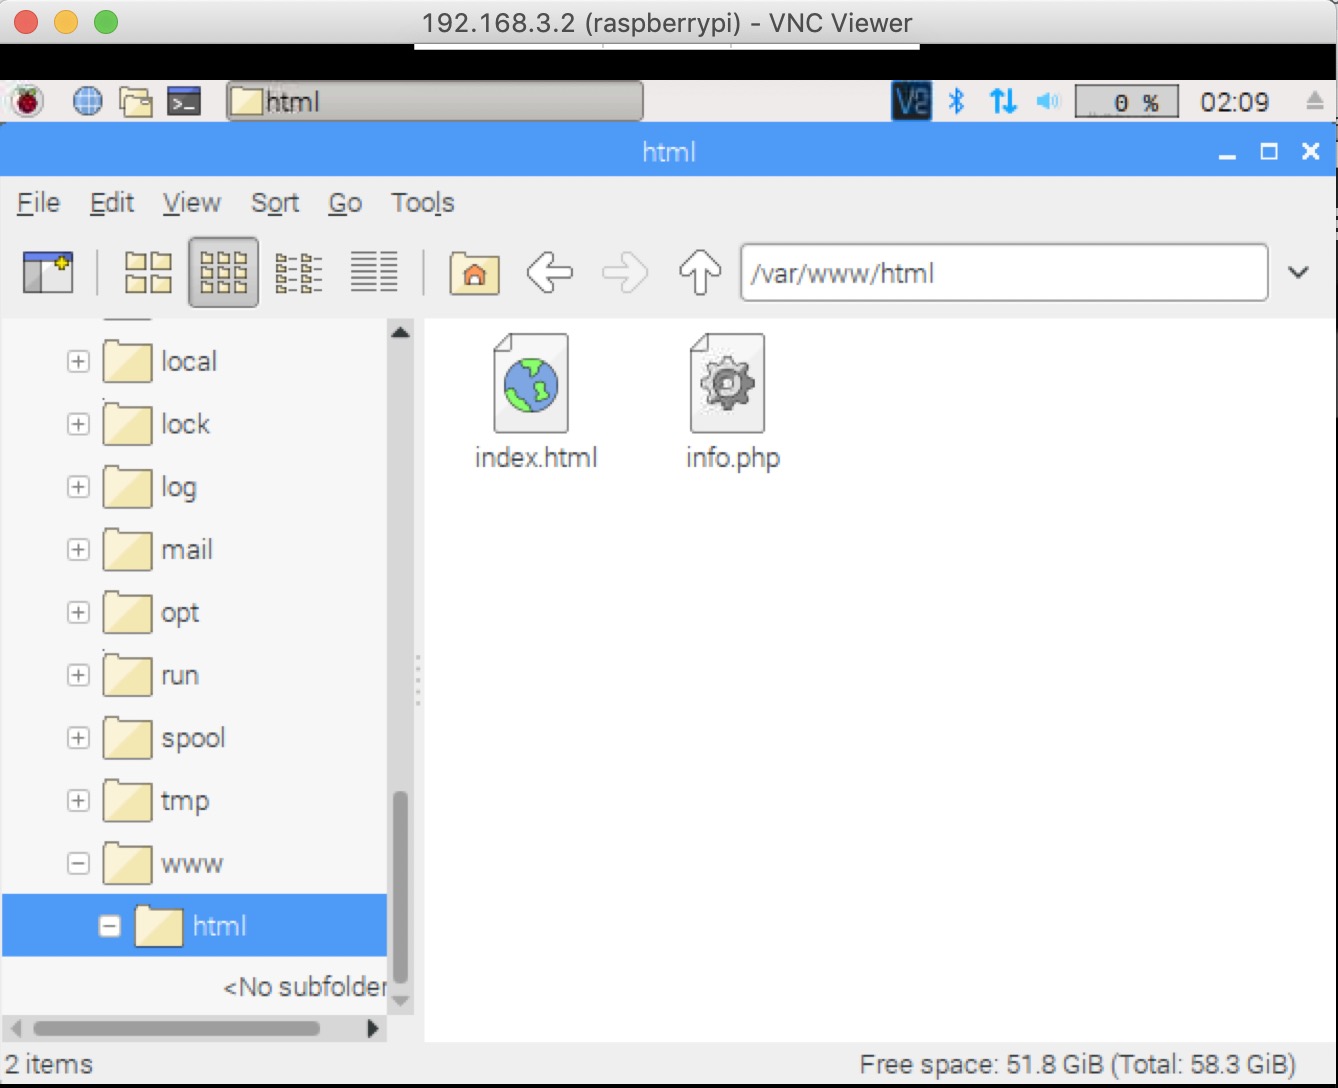 192.168.3.2 (raspberrypi) - VNC Viewer
html
0 %
02:09
html
File Edit View Sort Go Tools
/var/www/html
local
lock
log
mail
opt
run
spool
tmp
www
html
<No subfolder
index.html
info.php
2 items
Free space: 51.8 GiB (Total: 58.3 GiB)